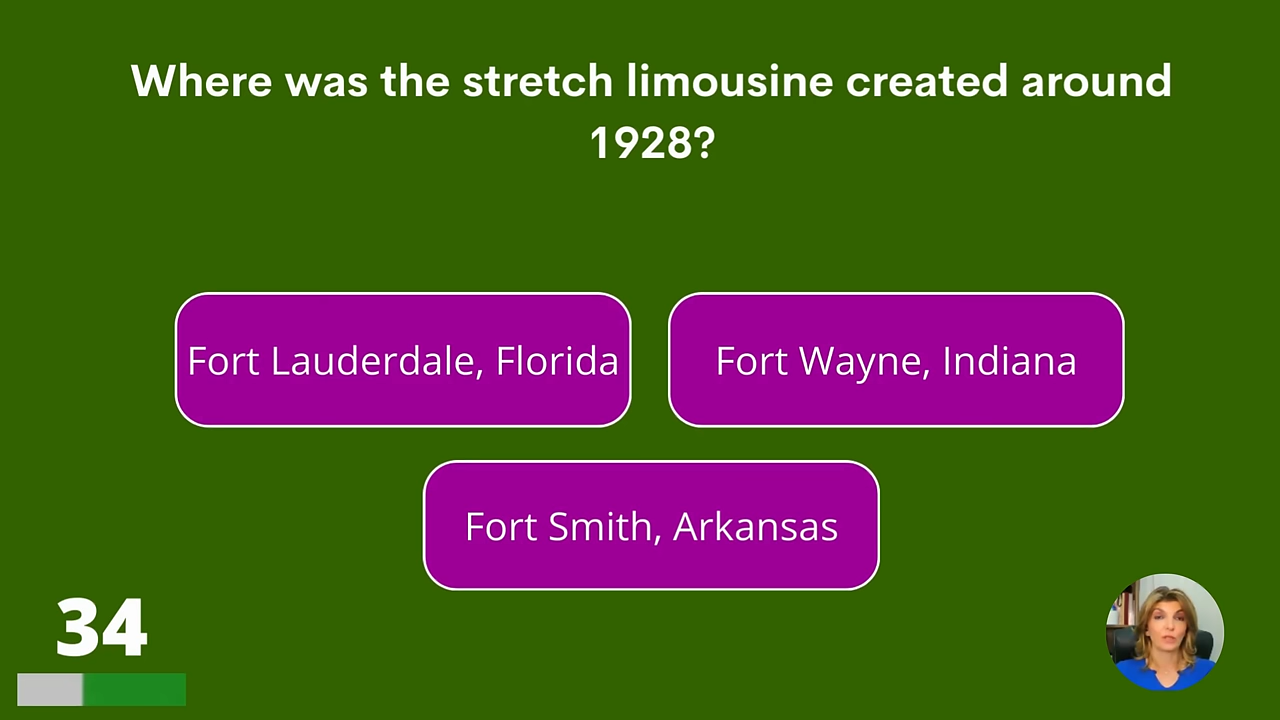 Where was the stretch limousine created around
1928?
Fort Lauderdale, Florida
Fort Wayne, Indiana
Fort Smith, Arkansas
34